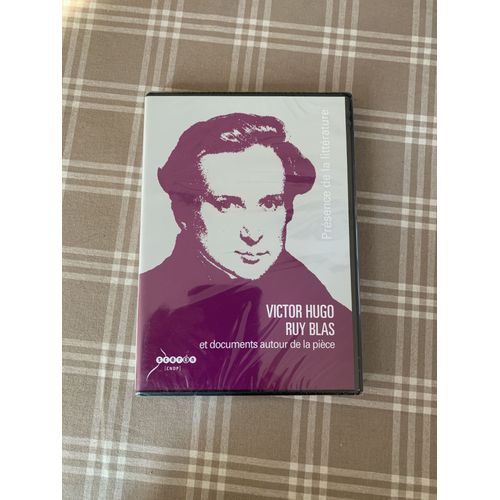 Présence de la littérature
VICTOR HUGO
RUY BLAS
et documents autour de la pièce
scérén
[CNDP]